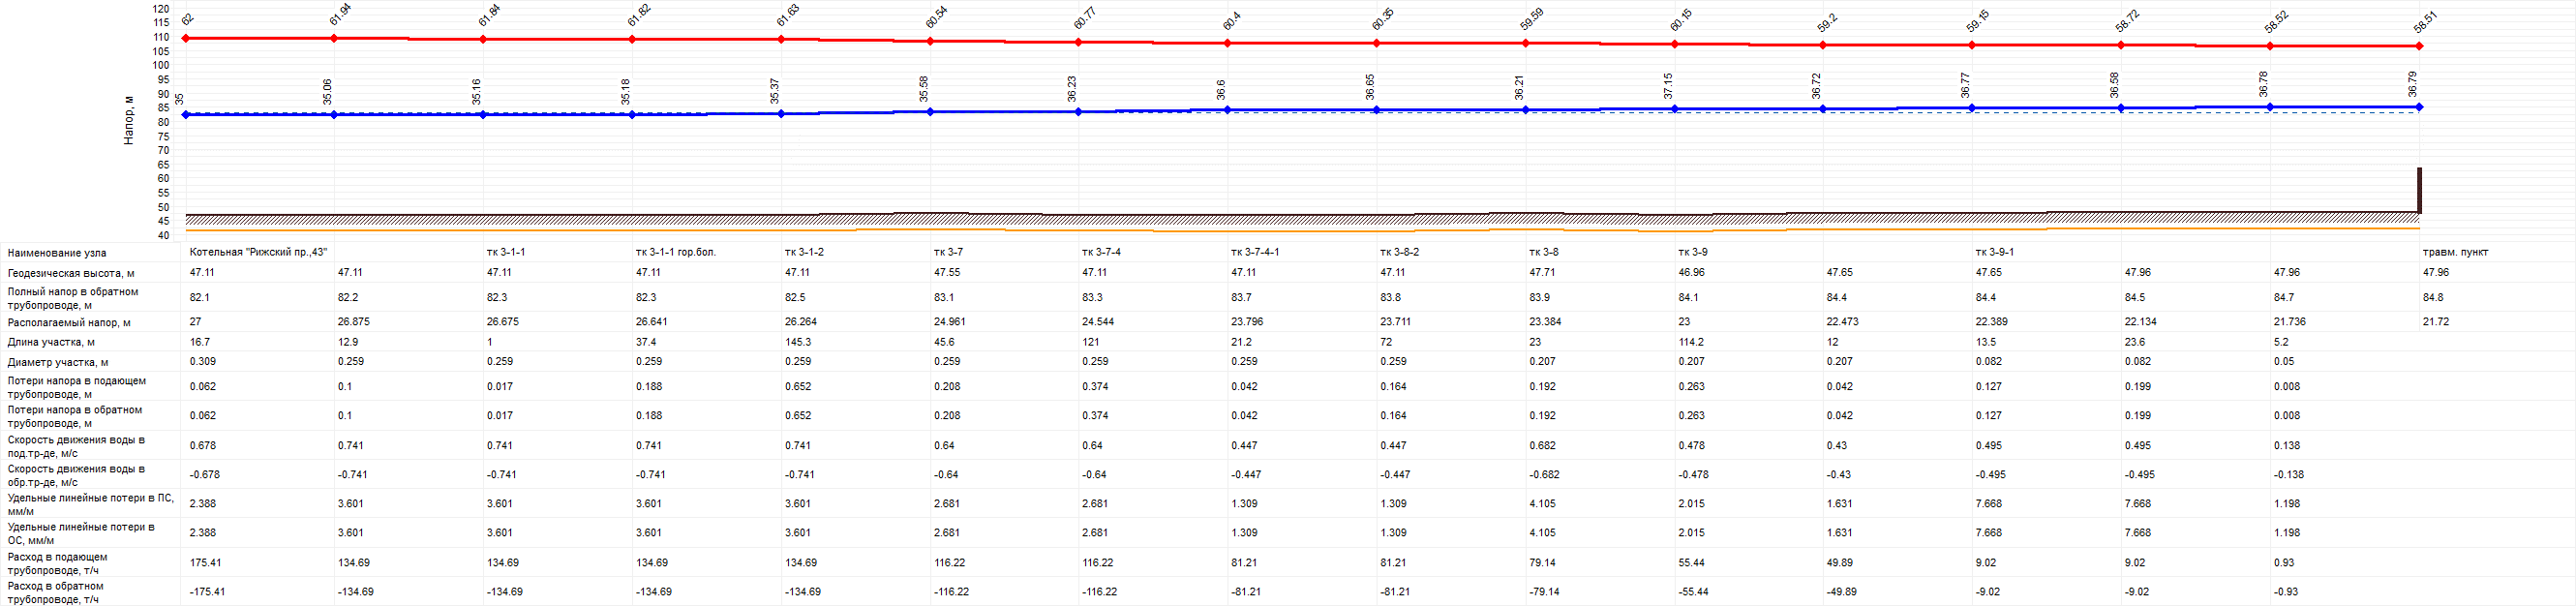 62 61.94 61.84 61.82 61.63 60.54 60.77 60.4 60.35 59.59 60.15 59.2 59.15 58.72 58.52 58.51
35 35.06 35.16 35.18 35.37 35.58 36.23 36.6 36.65 36.21 37.15 36.72 36.77 36.58 36.78 36.79
Напор, м
120
115
110
105
100
95
90
85
80
75
70
65
60
55
50
45
40
Наименование узла Котельная "Рижский пр.,43" тк 3-1-1 тк 3-1-1 гор.бол. тк 3-1-2 тк 3-7 тк 3-7-4 тк 3-7-4-1 тк 3-8-2 тк 3-8 тк 3-9 тк 3-9-1 травм. пункт
Геодезическая высота, м 47.11 47.11 47.11 47.11 47.11 47.55 47.11 47.11 47.11 47.71 46.96 47.65 47.65 47.96 47.96 47.96
Полный напор в обратном
трубопроводе, м 82.1 82.2 82.3 82.3 82.5 83.1 83.3 83.7 83.8 83.9 84.1 84.4 84.4 84.5 84.7 84.8
Располагаемый напор, м 27 26.875 26.675 26.641 26.264 24.961 24.544 23.796 23.711 23.384 23 22.473 22.389 22.134 21.736 21.72
Длина участка, м 16.7 12.9 1 37.4 145.3 45.6 121 21.2 72 23 114.2 12 13.5 23.6 5.2
Диаметр участка, м 0.309 0.259 0.259 0.259 0.259 0.259 0.259 0.259 0.259 0.207 0.207 0.207 0.082 0.082 0.05
Потери напора в подающем
трубопроводе, м 0.062 0.1 0.017 0.188 0.652 0.208 0.374 0.042 0.164 0.192 0.263 0.042 0.127 0.199 0.008
Потери напора в обратном
трубопроводе, м 0.062 0.1 0.017 0.188 0.652 0.208 0.374 0.042 0.164 0.192 0.263 0.042 0.127 0.199 0.008
Скорость движения воды в
под.тр-де, м/с 0.678 0.741 0.741 0.741 0.741 0.64 0.64 0.447 0.447 0.682 0.478 0.43 0.495 0.495 0.138
Скорость движения воды в
обр.тр-де, м/с -0.678 -0.741 -0.741 -0.741 -0.741 -0.64 -0.64 -0.447 -0.447 -0.682 -0.478 -0.43 -0.495 -0.495 -0.138
Удельные линейные потери в ПС,
мм/м 2.388 3.601 3.601 3.601 3.601 2.681 2.681 1.309 1.309 4.105 2.015 1.631 7.668 7.668 1.198
Удельные линейные потери в
ОС, мм/м 2.388 3.601 3.601 3.601 3.601 2.681 2.681 1.309 1.309 4.105 2.015 1.631 7.668 7.668 1.198
Расход в подающем
трубопроводе, т/ч 175.41 134.69 134.69 134.69 134.69 116.22 116.22 81.21 81.21 79.14 55.44 49.89 9.02 9.02 0.93
Расход в обратном
трубопроводе, т/ч -175.41 -134.69 -134.69 -134.69 -134.69 -116.22 -116.22 -81.21 -81.21 -79.14 -55.44 -49.89 -9.02 -9.02 -0.93